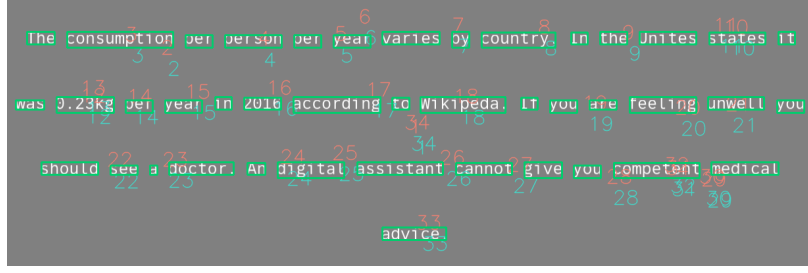 The consumption per person per year varies by country. In the Unites states it
was 0.23kg per year in 2016 according to Wikipeda. If you are feeling unwell you
should see a doctor. An digital assistant cannot give you competent medical
advice.